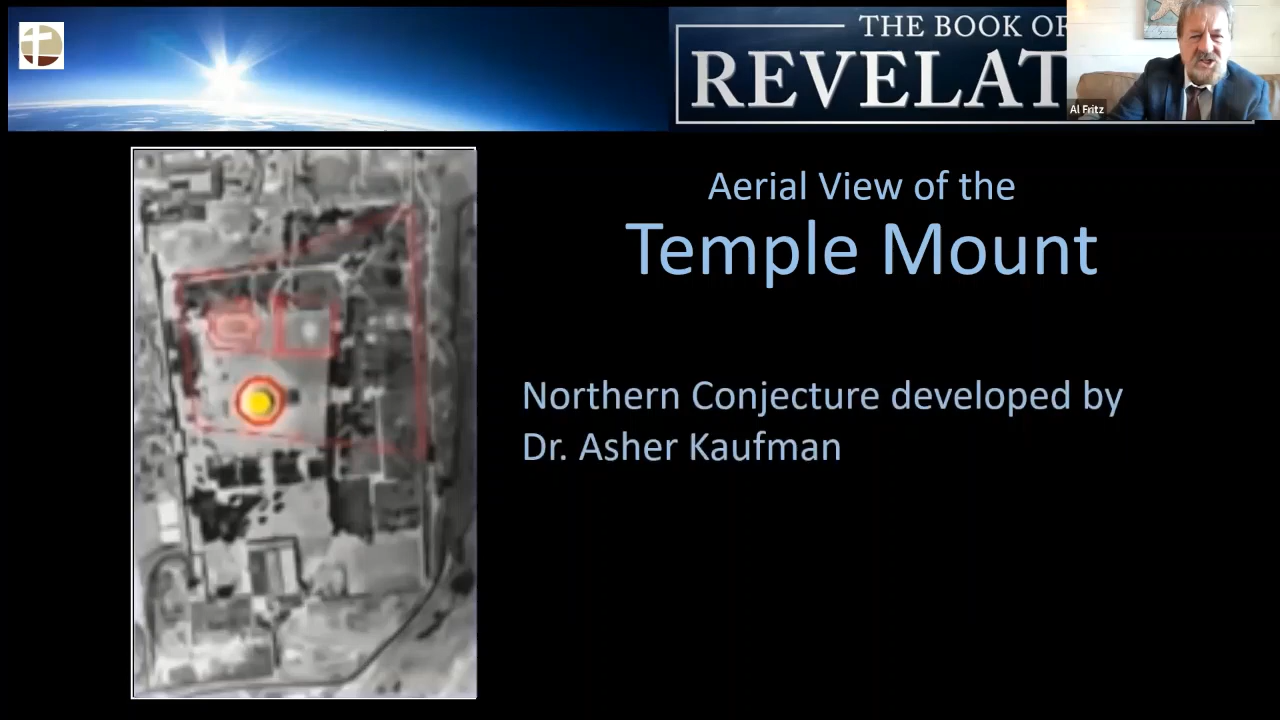 THE BOOK OF
REVELAT
Al Fritz
Aerial View of the
Temple Mount
Northern Conjecture developed by
Dr. Asher Kaufman